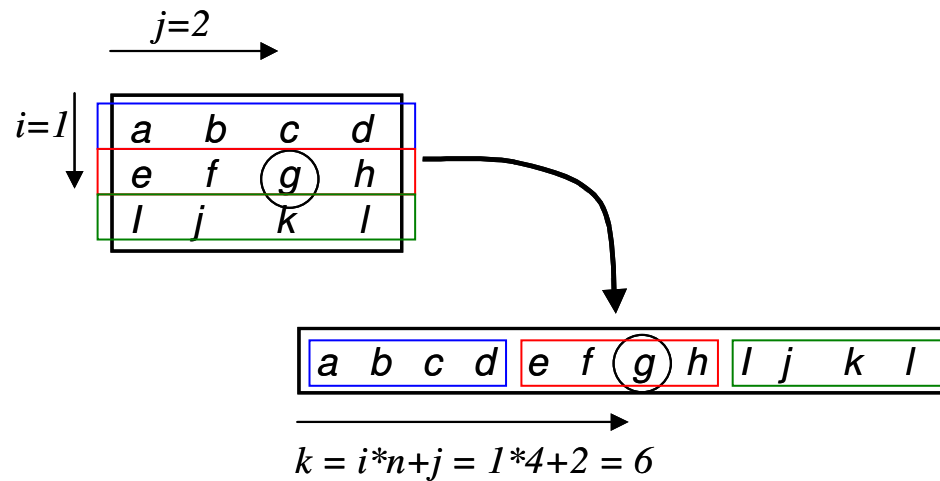 j=2
i=1
a b c d
e f g h
I j k l
a b c d e f g h I j k l
k = i*n+j = 1*4+2 = 6